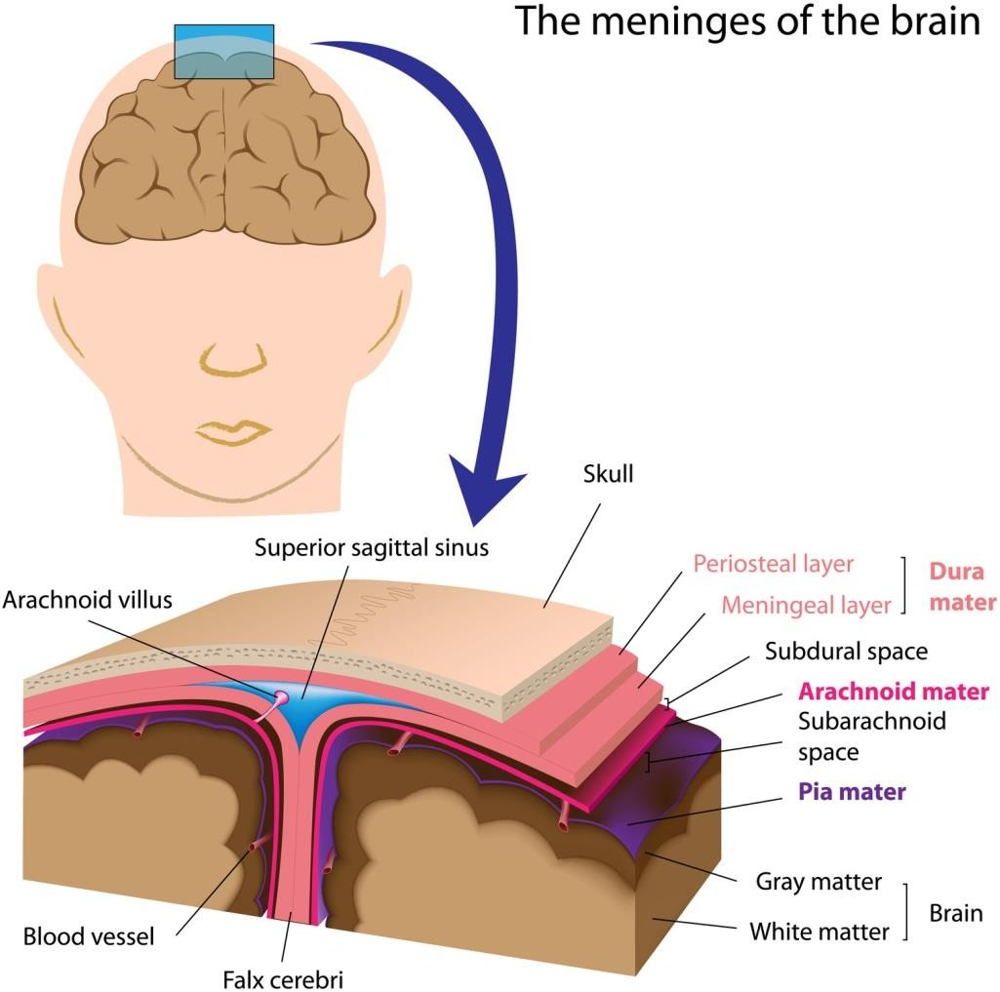 The meninges of the brain
Skull
Superior sagittal sinus
Periosteal layer
Dura
mater
Arachnoid villus
Meningeal layer
Subdural space
Arachnoid mater
Subarachnoid
space
Pia mater
Gray matter
Brain
White matter
Blood vessel
Falx cerebri